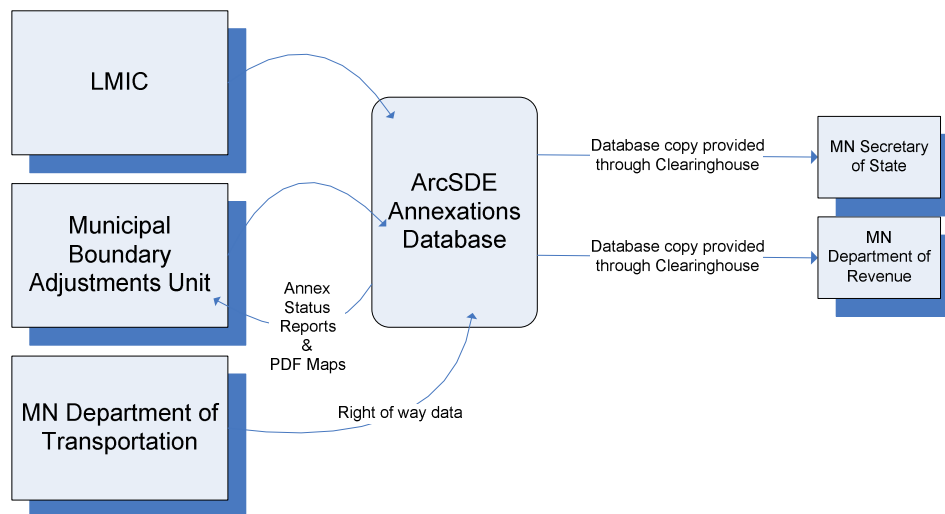 LMIC
Municipal
Boundary
Adjustments Unit
MN Department of
Transportation
Annex
Status
Reports
&
PDF Maps
Right of way data
ArcSDE
Annexations
Database
Database copy provided
through Clearinghouse
Database copy provided
through Clearinghouse
MN Secretary
of State
MN
Department of
Revenue